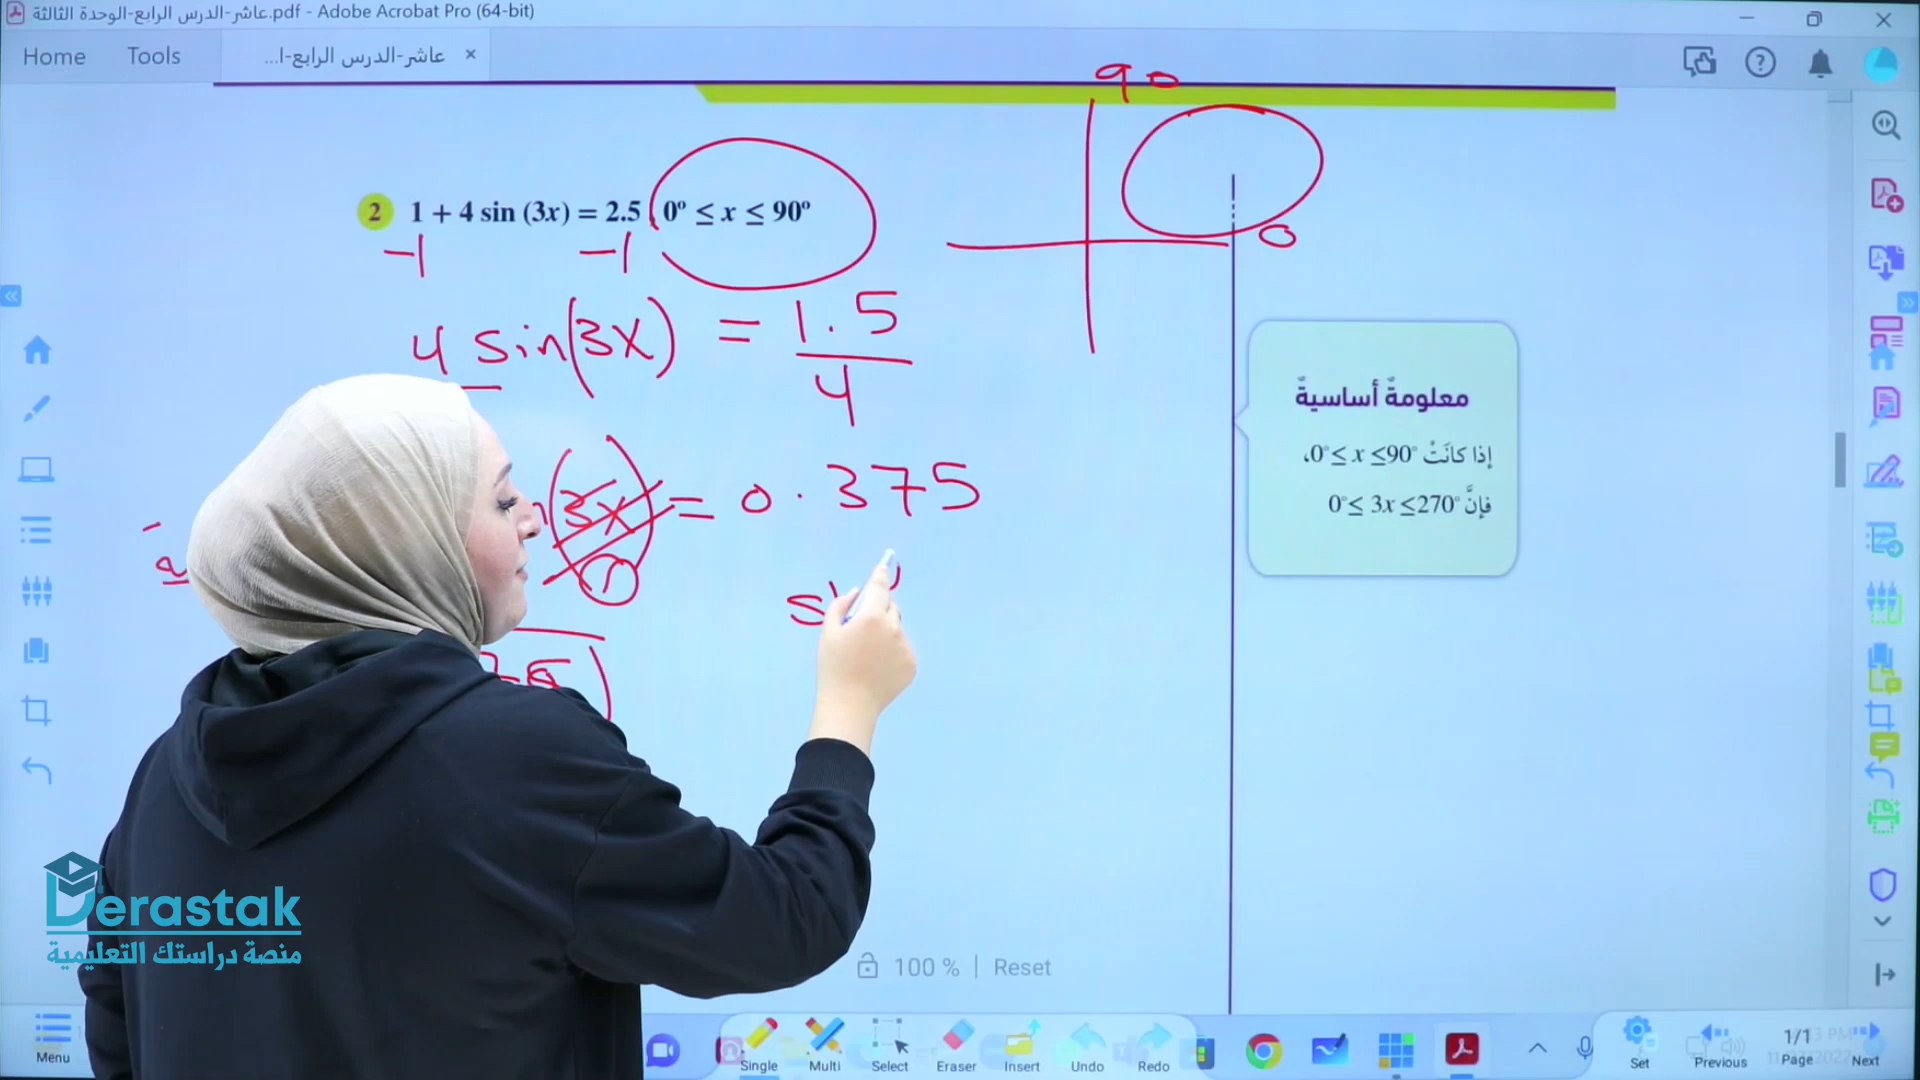 عاشر-الدرس الرابع-الوحدة الثالثة.pdf - Adobe Acrobat Pro (64-bit)
Home
Tools
عاشر-الدرس الرابع-ا...
90
2 1 + 4 sin (3x) = 2.5, 0° ≤ x ≤ 90°
-1 -1
0
4 sin(3x) = 1.5
4
معلومةٌ أساسيةٌ
إذا كانَتْ 0°≤ x ≤90°،
فإنَّ 0°≤ 3x ≤270°
(3x) = 0.375
Derastak
منصة دراستك التعليمية
100 % | Reset
Menu
Single
Multi
Select
Eraser
Insert
Undo
Redo
Set
Previous
1/1
Page
Next